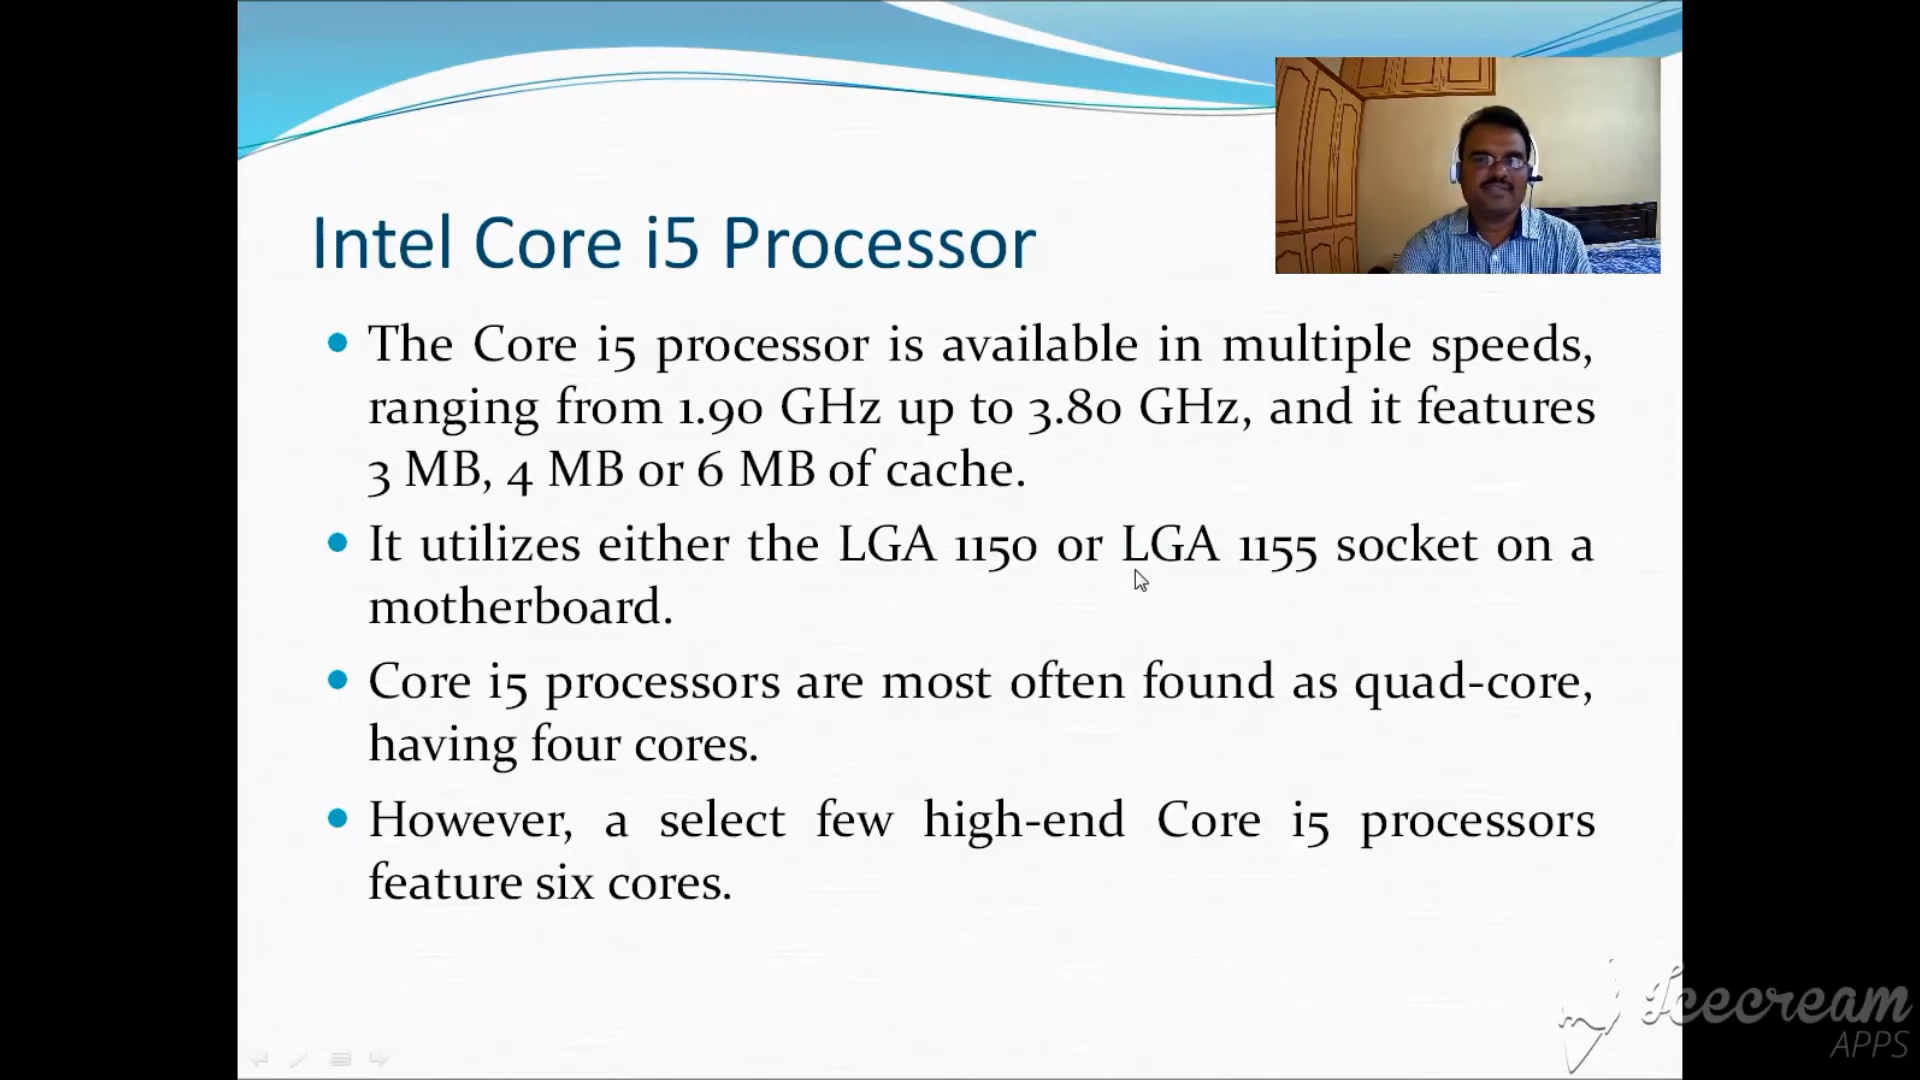 Intel Core i5 Processor
The Core i5 processor is available in multiple speeds,
ranging from 1.90 GHz up to 3.80 GHz, and it features
3 MB, 4 MB or 6 MB of cache.
It utilizes either the LGA 1150 or LGA 1155 socket on a
motherboard.
Core i5 processors are most often found as quad-core,
having four cores.
However, a select few high-end Core i5 processors
feature six cores.
Icecream
APPS